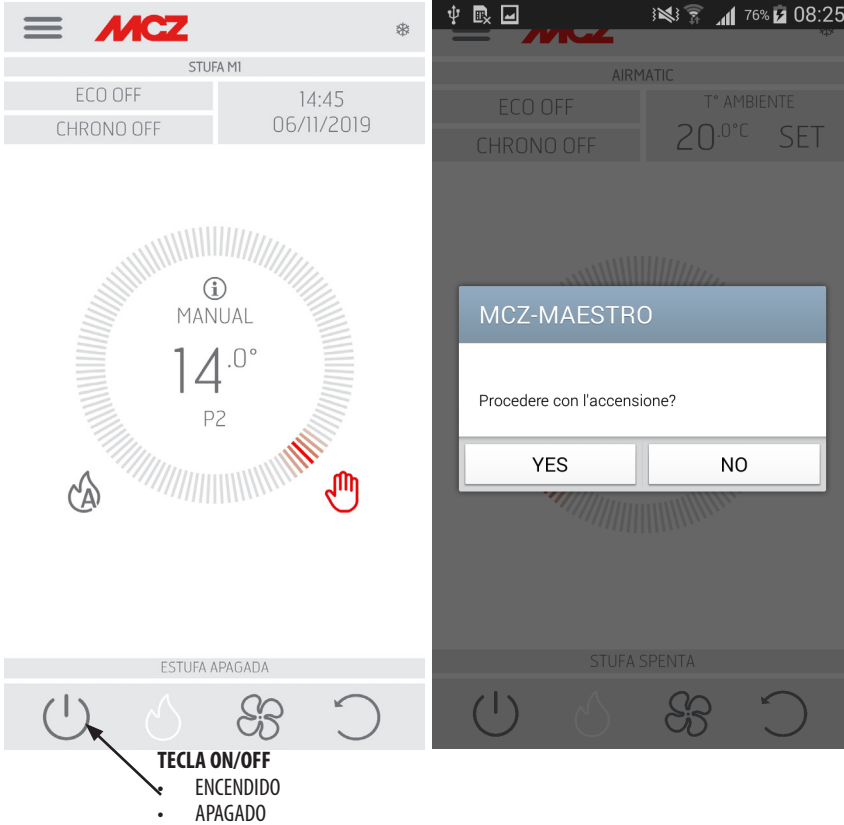 MCZ
STUFA M1
ECO OFF
14:45
CHRONO OFF
06/11/2019
MANUAL
14.0°
P2
A
ESTUFA APAGADA
TECLA ON/OFF
• ENCENDIDO
• APAGADO
76% 08:25
MCZ
AIRMATIC
ECO OFF
T° AMBIENTE
CHRONO OFF
20.0°C SET
MCZ-MAESTRO
Procedere con l'accensione?
YES NO
STUFA SPENTA